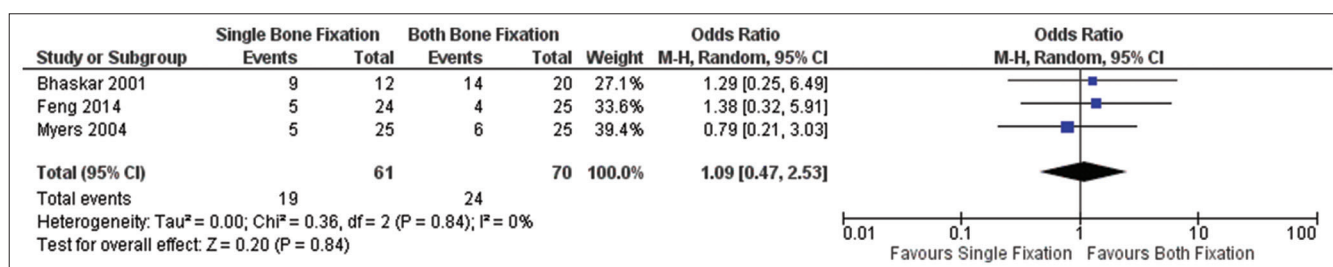 Single Bone Fixation Both Bone Fixation Odds Ratio Odds Ratio
Study or Subgroup Events Total Events Total Weight M-H, Random, 95% CI M-H, Random, 95% CI
Bhaskar 2001 9 12 14 20 27.1% 1.29 [0.25, 6.49]
Feng 2014 5 24 4 25 33.6% 1.38 [0.32, 5.91]
Myers 2004 5 25 6 25 39.4% 0.79 [0.21, 3.03]
Total (95% CI) 61 70 100.0% 1.09 [0.47, 2.53]
Total events 19 24
Heterogeneity: Tau² = 0.00; Chi² = 0.36, df = 2 (P = 0.84); I² = 0%
Test for overall effect: Z = 0.20 (P = 0.84)
0.01 0.1 1 10 100
Favours Single Fixation Favours Both Fixation